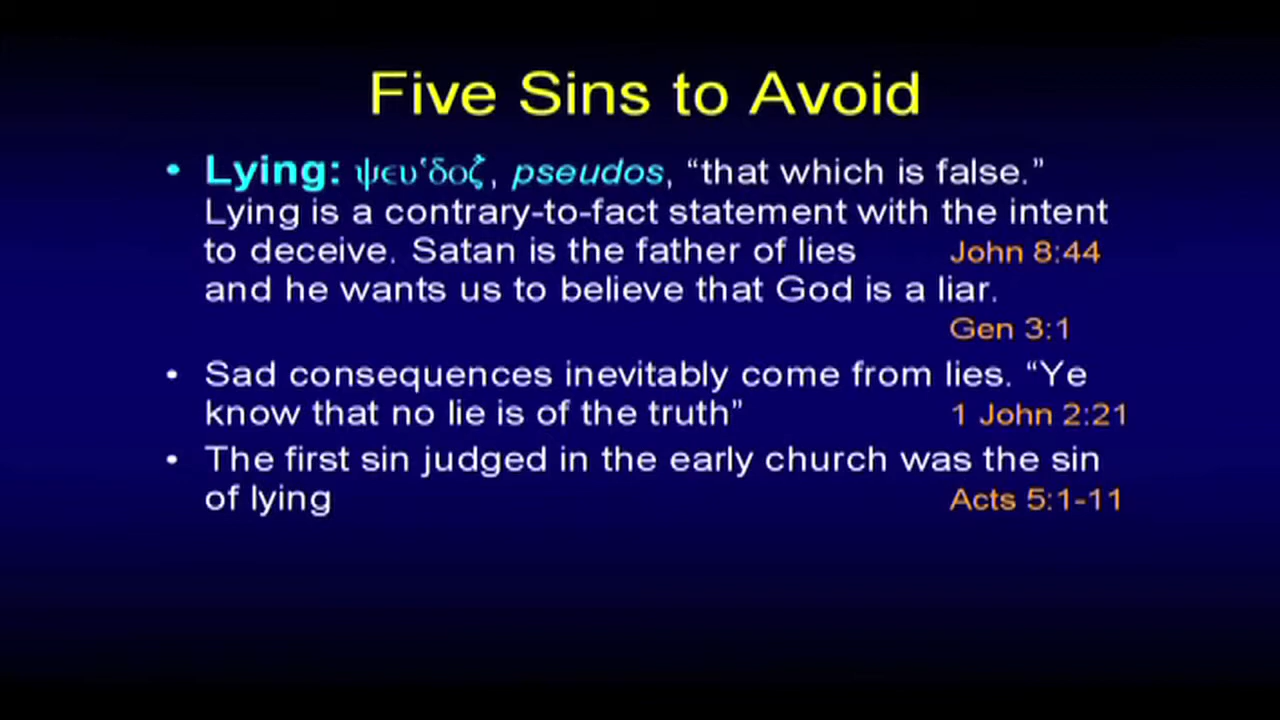 Five Sins to Avoid
• Lying: ψευ‘δοζ, pseudos, “that which is false.”
Lying is a contrary-to-fact statement with the intent
to deceive. Satan is the father of lies John 8:44
and he wants us to believe that God is a liar.
Gen 3:1
• Sad consequences inevitably come from lies. “Ye
know that no lie is of the truth” 1 John 2:21
• The first sin judged in the early church was the sin
of lying Acts 5:1-11